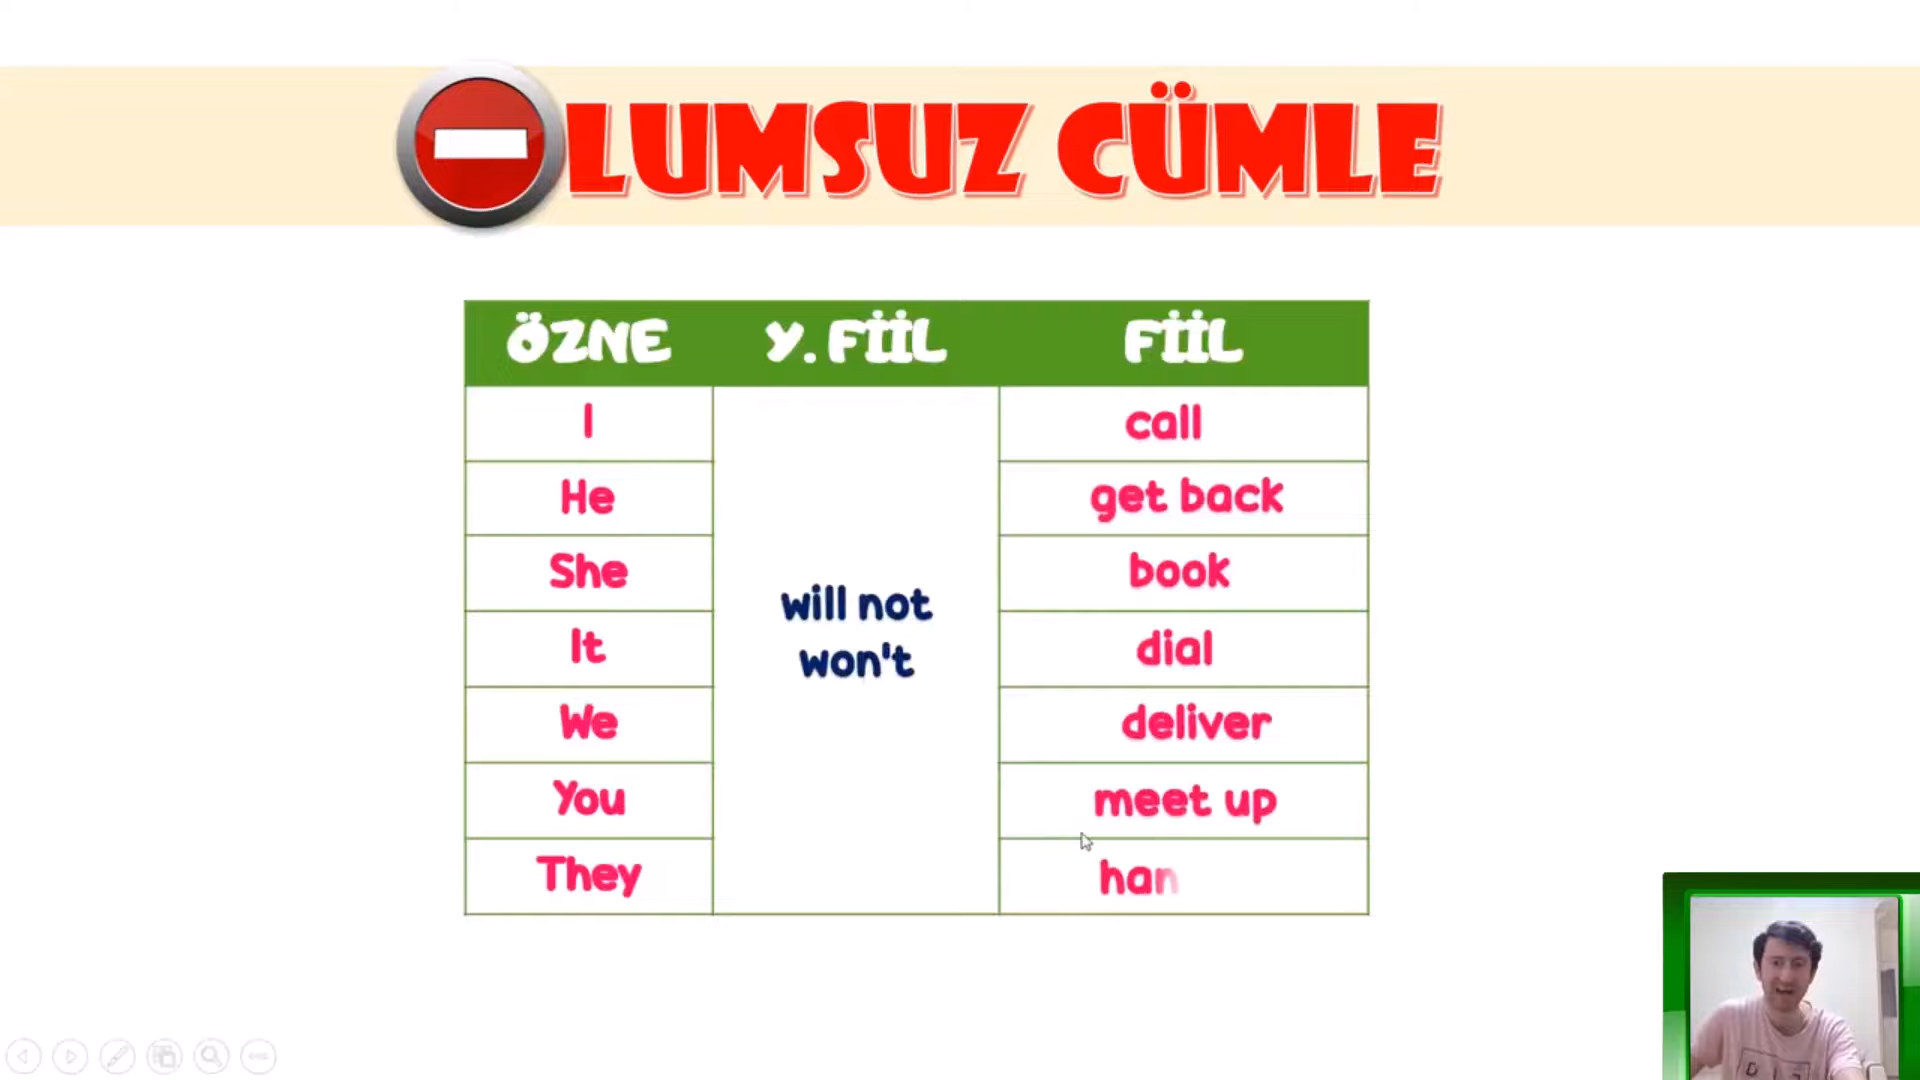 LUMSUZ CÜMLE
ÖZNE Y. FİİL FİİL
I call
He get back
She book
will not
It dial
won't
We deliver
You meet up
They han